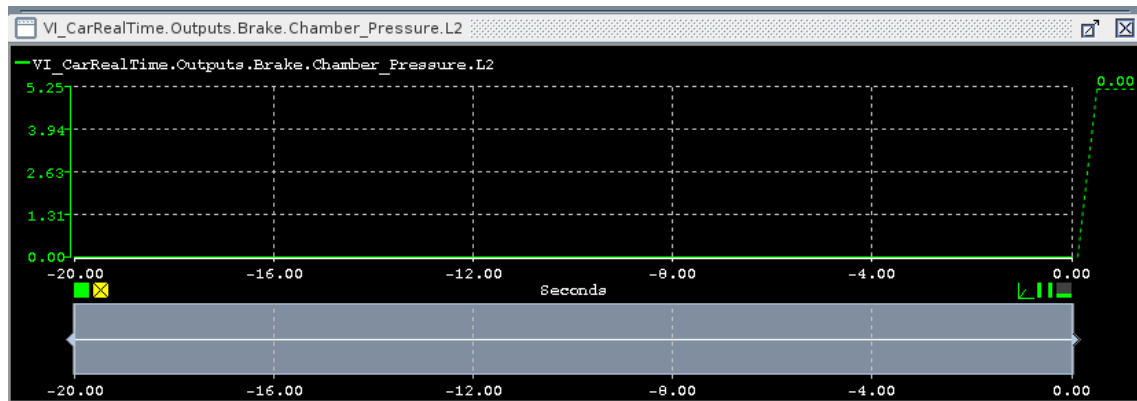 VI_CarRealTime.Outputs.Brake.Chamber_Pressure.L2
VI_CarRealTime.Outputs.Brake.Chamber_Pressure.L2
0.00
5.25
3.94
2.63
1.31
0.00
-20.00 -16.00 -12.00 -8.00 -4.00 0.00
Seconds
-20.00 -16.00 -12.00 -8.00 -4.00 0.00